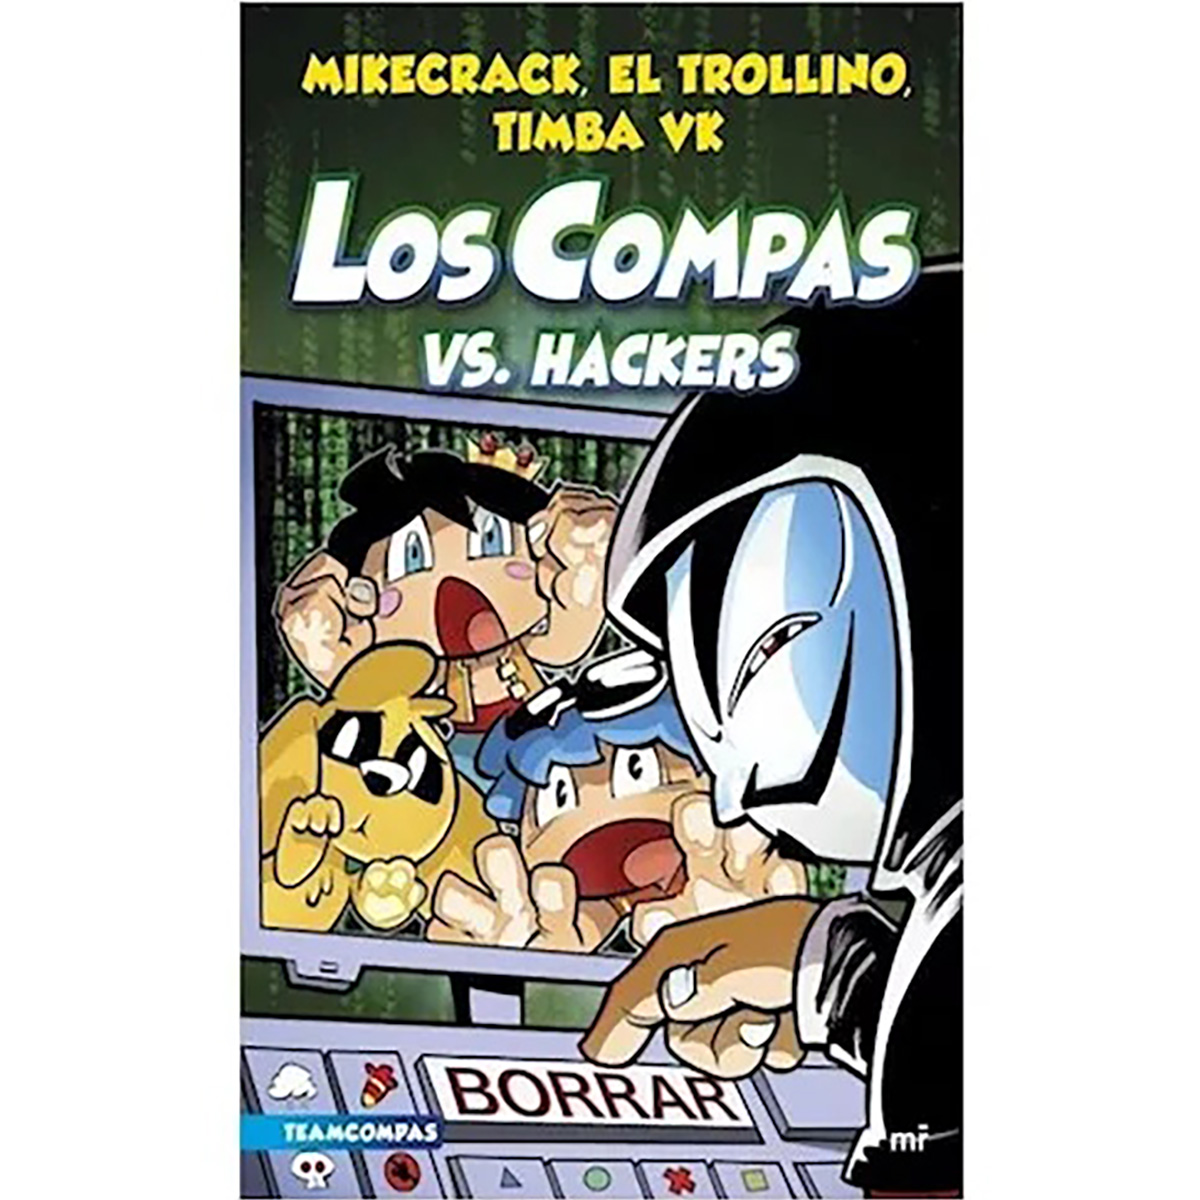 MIKECRACK, EL TROLLINO,
TIMBA VK
LOS COMPAS
VS. HACKERS
BORRAR
TEAMCOMPAS
mr